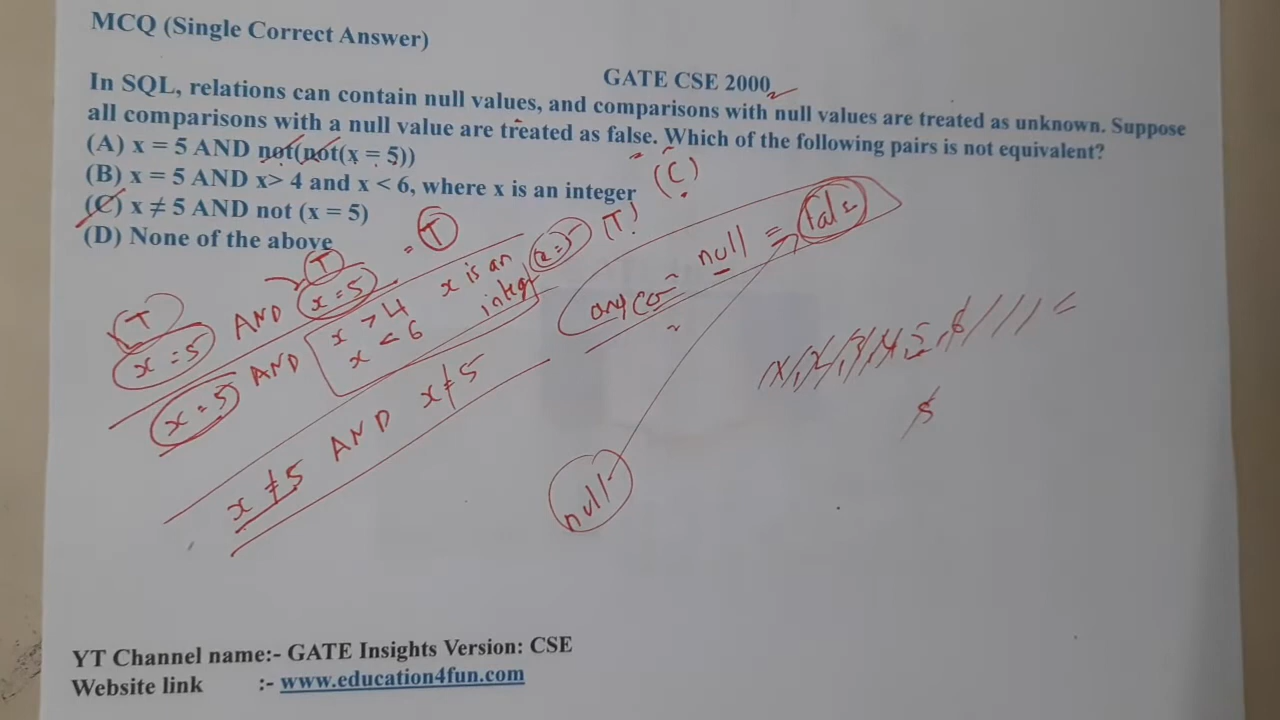 MCQ (Single Correct Answer)
GATE CSE 2000
In SQL, relations can contain null values, and comparisons with null values are treated as unknown. Suppose
all comparisons with a null value are treated as false. Which of the following pairs is not equivalent?
(A) x = 5 AND not(not(x = 5))
(B) x = 5 AND x> 4 and x < 6, where x is an integer
(C) x ≠ 5 AND not (x = 5)
(D) None of the above
(C)
T
T
= T
x = 5 AND x = 5
x = 5 AND x > 4 x is an x = 5 (T)
x < 6
x ≠ 5 AND x ≠ 5
any null =
null
5
YT Channel name:- GATE Insights Version: CSE
Website link :- www.education4fun.com